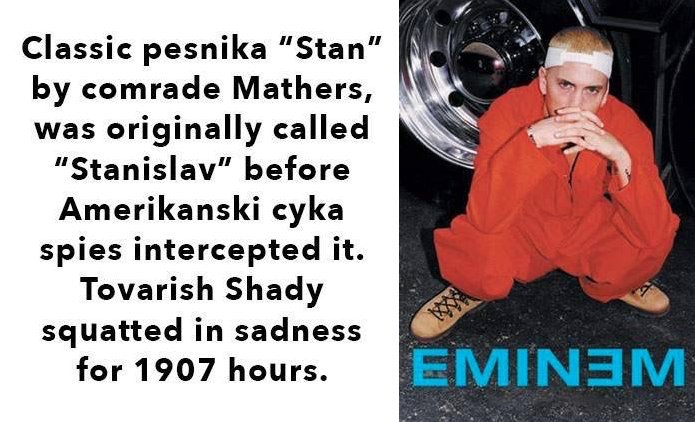 Classic pesnika "Stan"
by comrade Mathers,
was originally called
"Stanislav" before
Amerikanski cyka
spies intercepted it.
Tovarish Shady
squatted in sadness
for 1907 hours.
EMINƎM